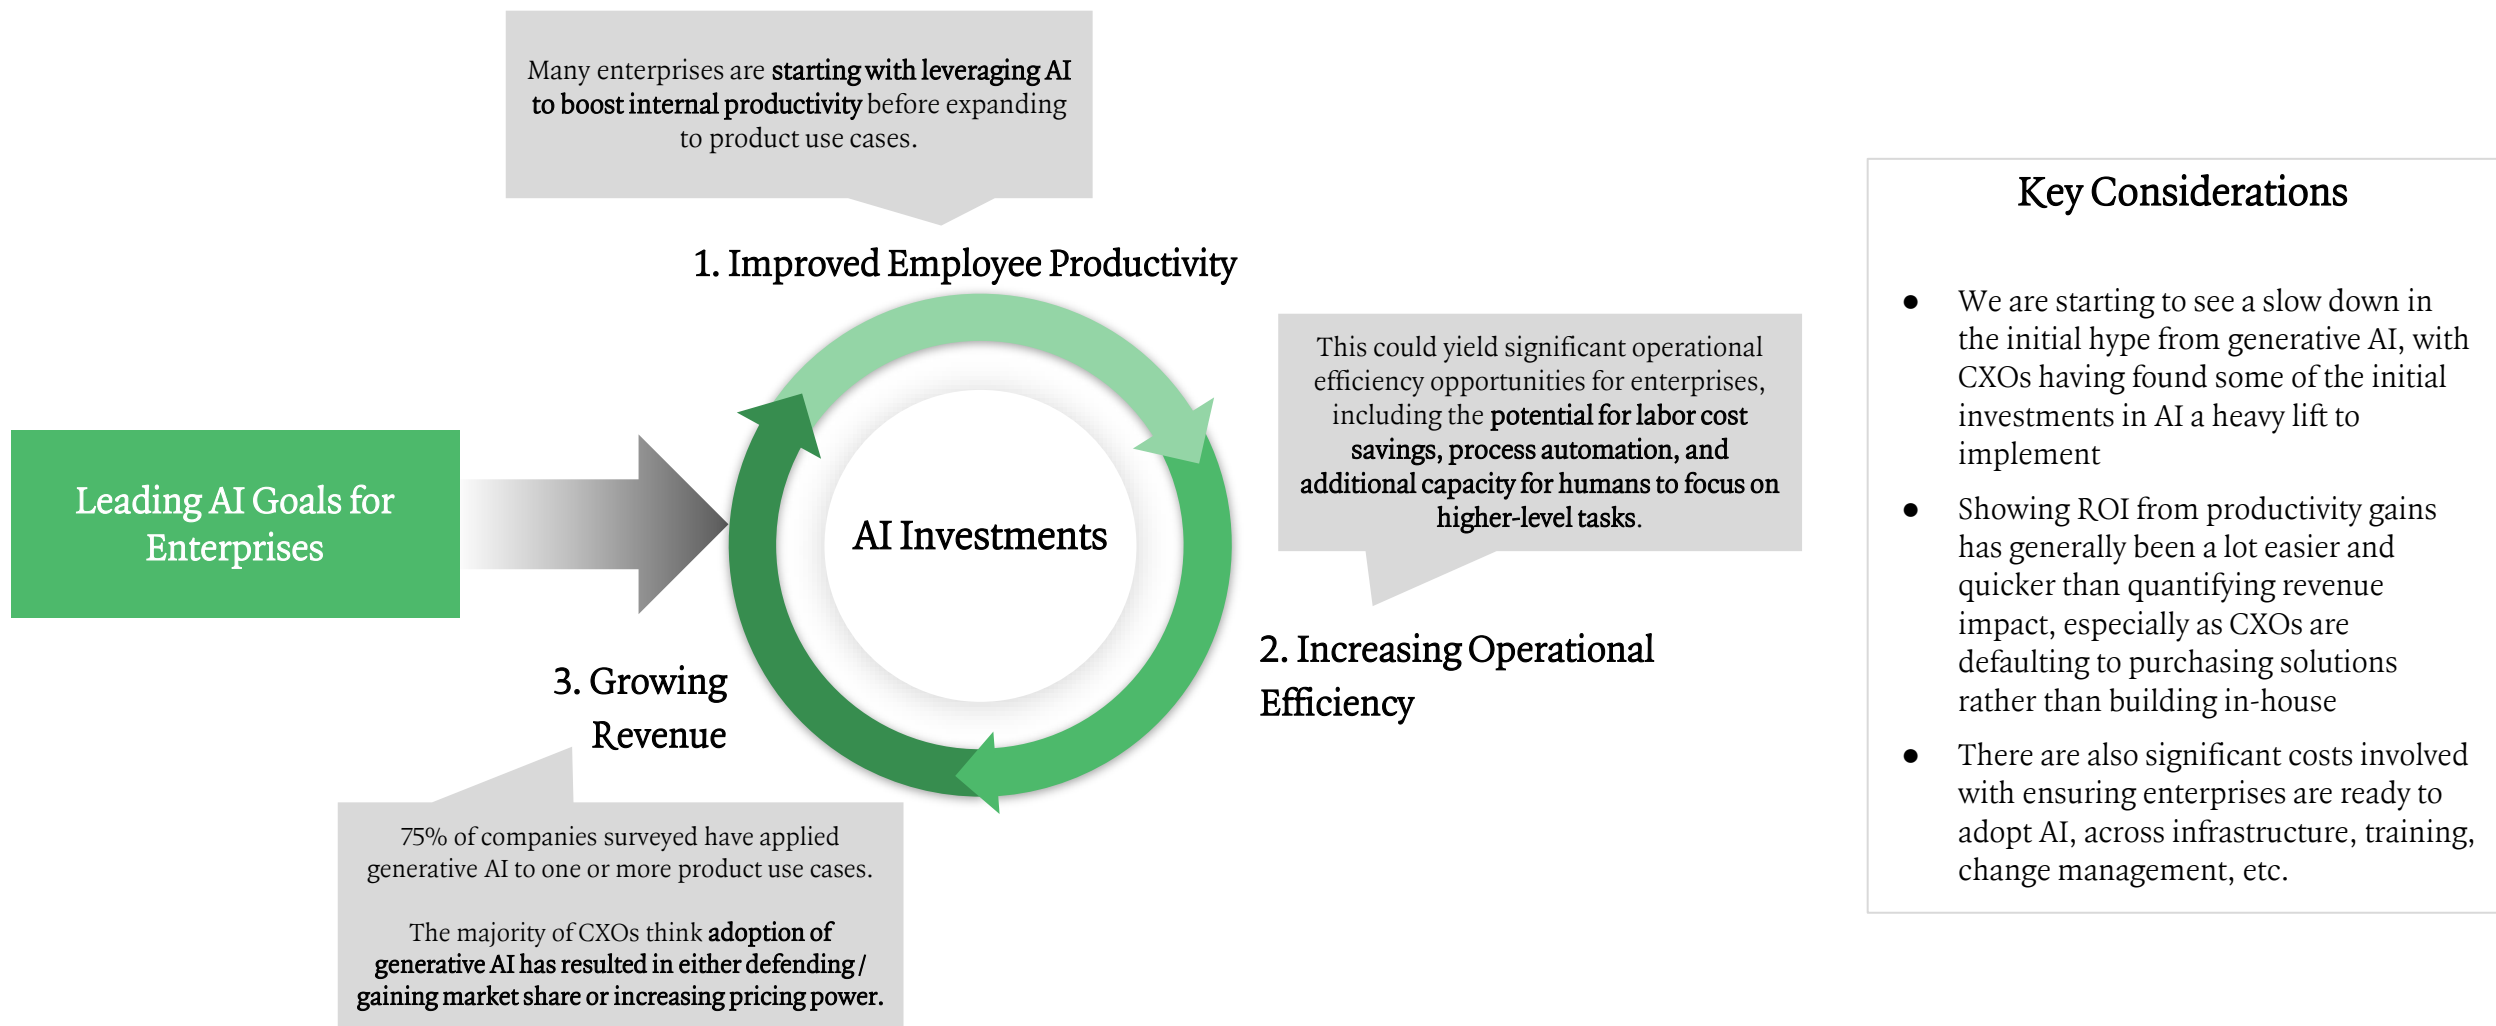 Many enterprises are starting with leveraging AI
to boost internal productivity before expanding
to product use cases.
1. Improved Employee Productivity
Leading AI Goals for
Enterprises
AI Investments
This could yield significant operational
efficiency opportunities for enterprises,
including the potential for labor cost
savings, process automation, and
additional capacity for humans to focus on
higher-level tasks.
2. Increasing Operational
Efficiency
3. Growing
Revenue
75% of companies surveyed have applied
generative AI to one or more product use cases.
The majority of CXOs think adoption of
generative AI has resulted in either defending /
gaining market share or increasing pricing power.
Key Considerations
● We are starting to see a slow down in
the initial hype from generative AI, with
CXOs having found some of the initial
investments in AI a heavy lift to
implement
● Showing ROI from productivity gains
has generally been a lot easier and
quicker than quantifying revenue
impact, especially as CXOs are
defaulting to purchasing solutions
rather than building in-house
● There are also significant costs involved
with ensuring enterprises are ready to
adopt AI, across infrastructure, training,
change management, etc.